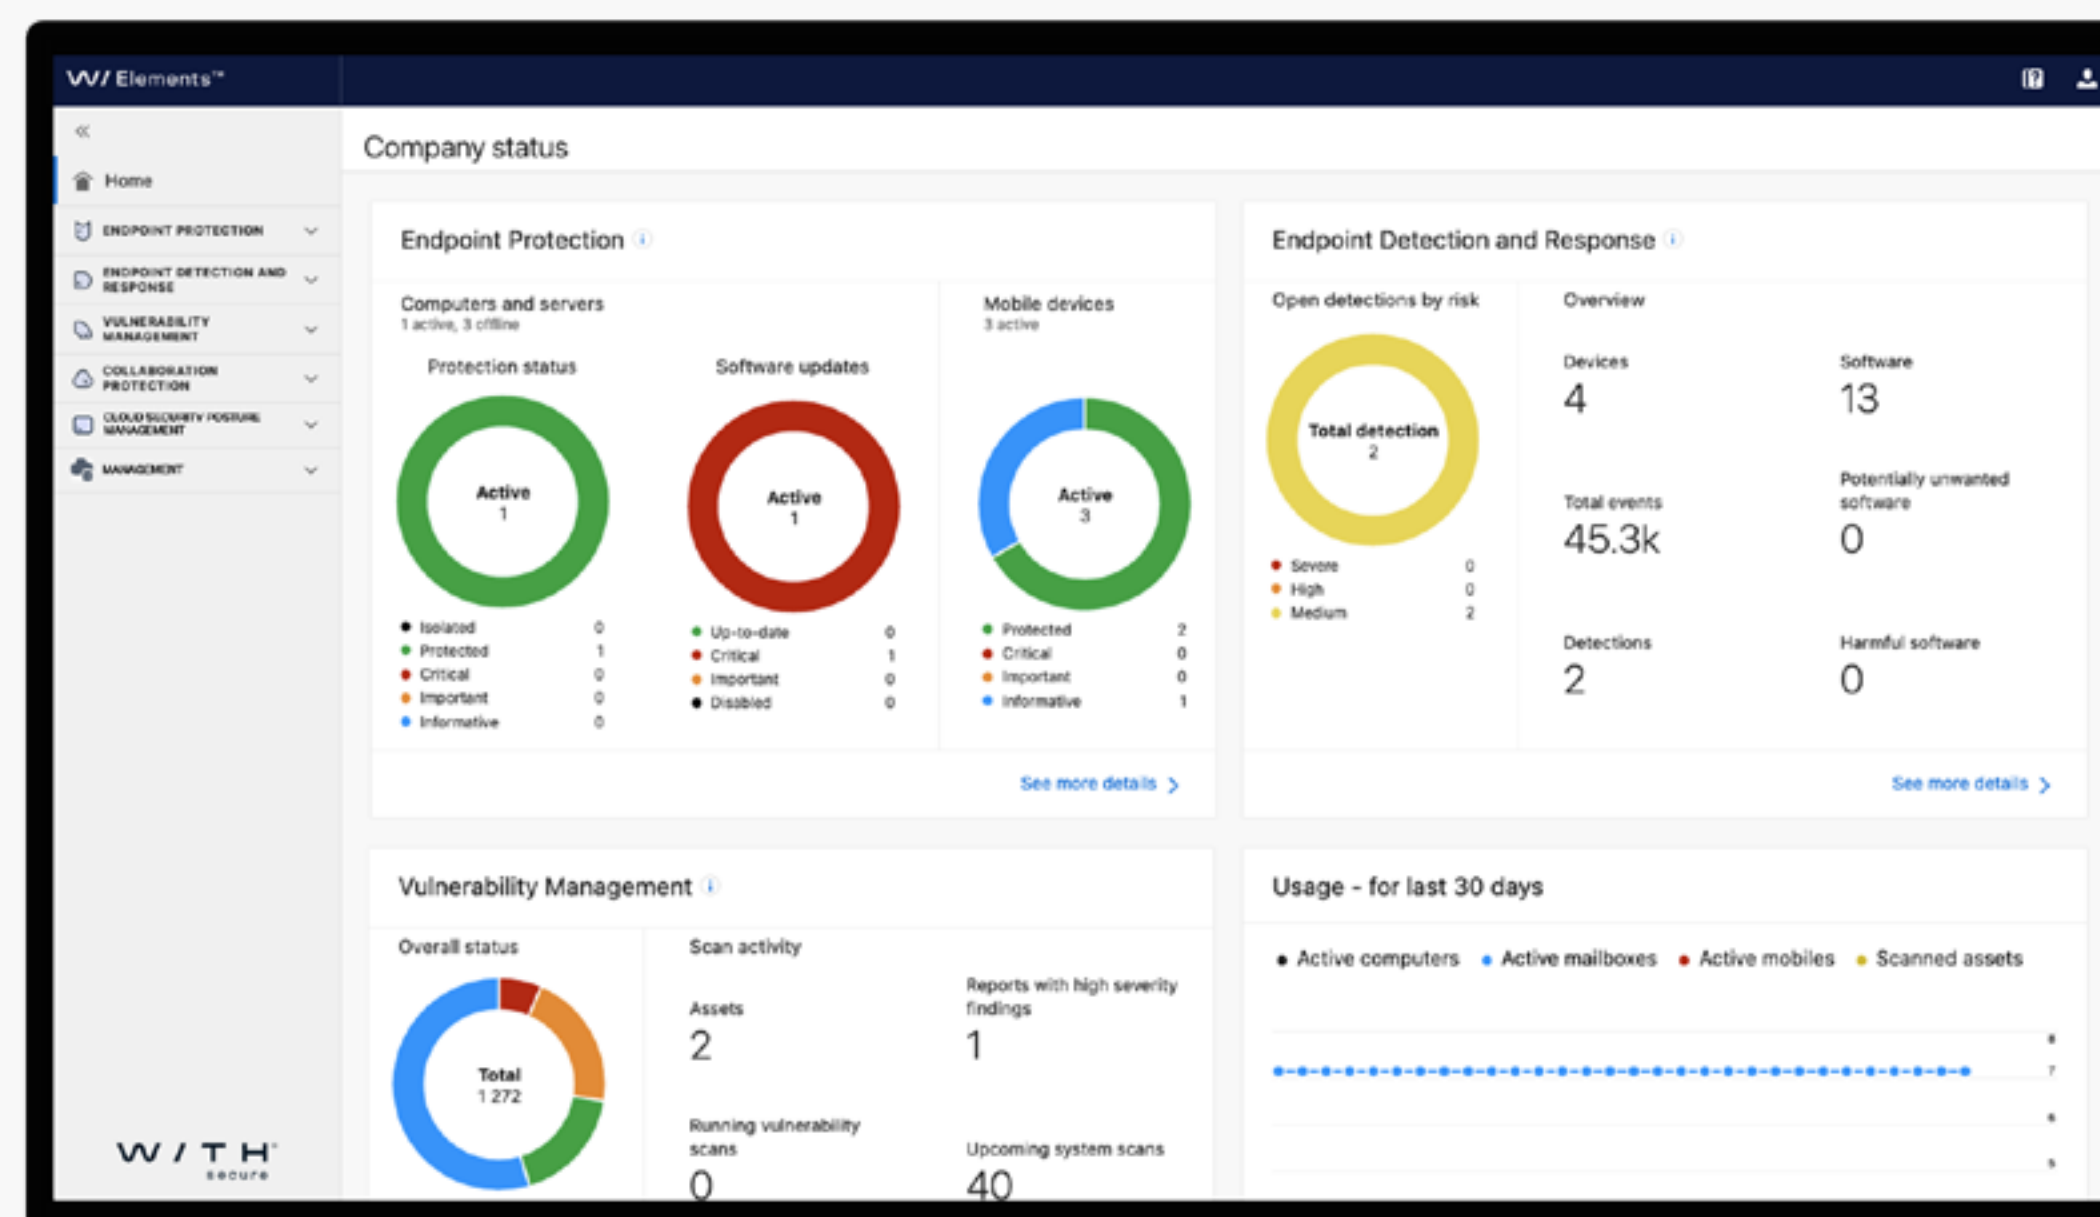 W/ Elements™
Company status
Home
ENDPOINT PROTECTION
ENDPOINT DETECTION AND
RESPONSE
VULNERABILITY
MANAGEMENT
COLLABORATION
PROTECTION
CLOUD SECURITY POSTURE
MANAGEMENT
MANAGEMENT
W / T H
secure
Endpoint Protection
Computers and servers
1 active, 3 offline
Protection status
Active
1
Isolated 0
Protected 1
Critical 0
Important 0
Informative 0
Software updates
Active
1
Up-to-date 0
Critical 1
Important 0
Disabled 0
Mobile devices
3 active
Active
3
Protected 2
Critical 0
Important 0
Informative 1
See more details
Endpoint Detection and Response
Open detections by risk
Total detection
2
Severe 0
High 0
Medium 2
Overview
Devices
4
Software
13
Total events
45.3k
Potentially unwanted
software
0
Detections
2
Harmful software
0
See more details
Vulnerability Management
Overall status
Total
1 272
Scan activity
Assets
2
Reports with high severity
findings
1
Running vulnerability
scans
0
Upcoming system scans
40
Usage - for last 30 days
Active computers Active mailboxes Active mobiles Scanned assets
8
7
6
5